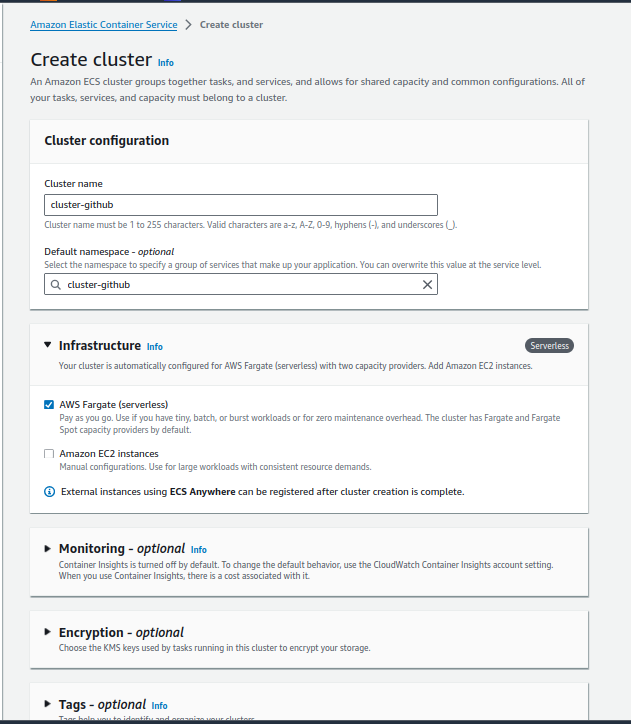 Amazon Elastic Container Service > Create cluster
Create cluster Info
An Amazon ECS cluster groups together tasks, and services, and allows for shared capacity and common configurations. All of
your tasks, services, and capacity must belong to a cluster.
Cluster configuration
Cluster name
cluster-github
Cluster name must be 1 to 255 characters. Valid characters are a-z, A-Z, 0-9, hyphens (-), and underscores (_).
Default namespace - optional
Select the namespace to specify a group of services that make up your application. You can overwrite this value at the service level.
cluster-github
Infrastructure Info Serverless
Your cluster is automatically configured for AWS Fargate (serverless) with two capacity providers. Add Amazon EC2 instances.
AWS Fargate (serverless)
Pay as you go. Use if you have tiny, batch, or burst workloads or for zero maintenance overhead. The cluster has Fargate and Fargate
Spot capacity providers by default.
Amazon EC2 instances
Manual configurations. Use for large workloads with consistent resource demands.
External instances using ECS Anywhere can be registered after cluster creation is complete.
Monitoring - optional Info
Container Insights is turned off by default. To change the default behavior, use the CloudWatch Container Insights account setting.
When you use Container Insights, there is a cost associated with it.
Encryption - optional
Choose the KMS keys used by tasks running in this cluster to encrypt your storage.
Tags - optional Info
Tags help you to identify and organize your clusters.